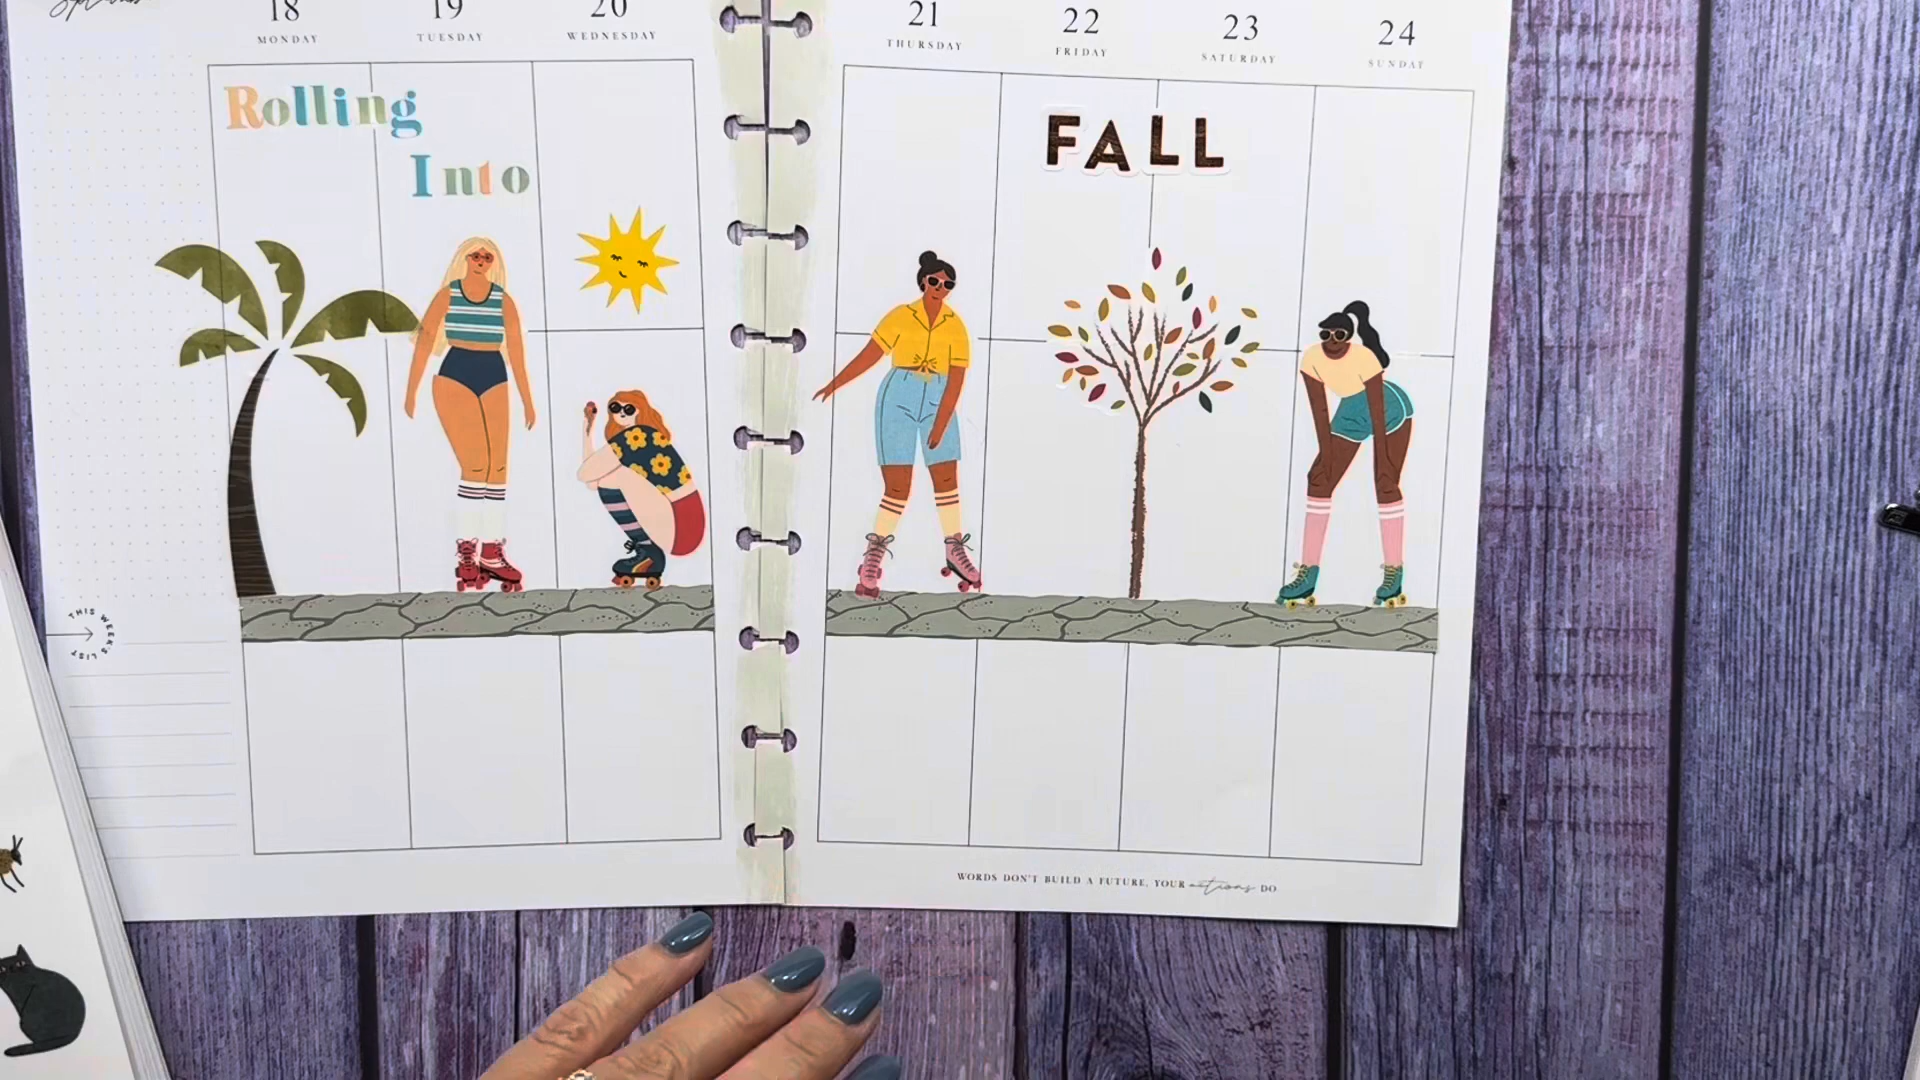 18 19 20 21 22 23 24
MONDAY TUESDAY WEDNESDAY THURSDAY FRIDAY SATURDAY SUNDAY
Rolling
Into
FALL
THIS WEEK'S LIST
WORDS DON'T BUILD A FUTURE, YOUR actions DO